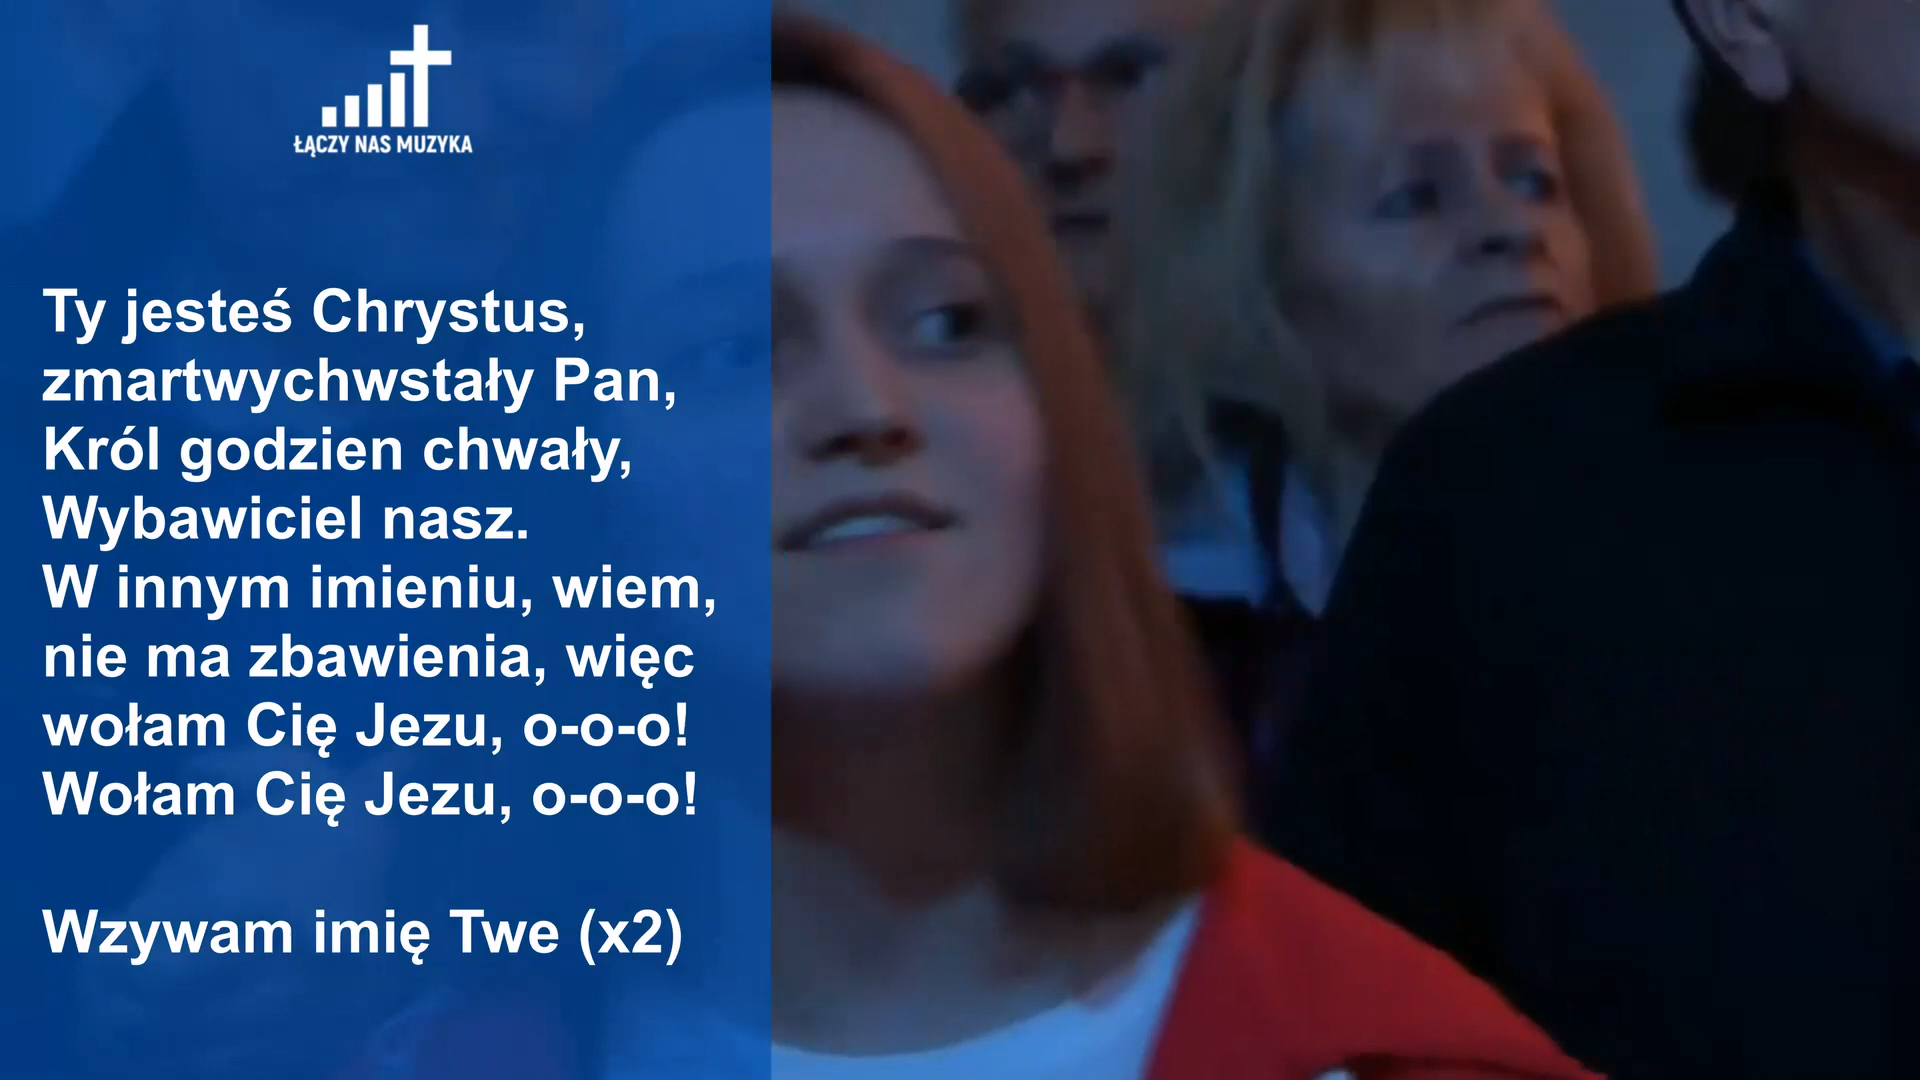 ŁĄCZY NAS MUZYKA
Ty jesteś Chrystus,
zmartwychwstały Pan,
Król godzien chwały,
Wybawiciel nasz.
W innym imieniu, wiem,
nie ma zbawienia, więc
wołam Cię Jezu, o-o-o!
Wołam Cię Jezu, o-o-o!
Wzywam imię Twe (x2)